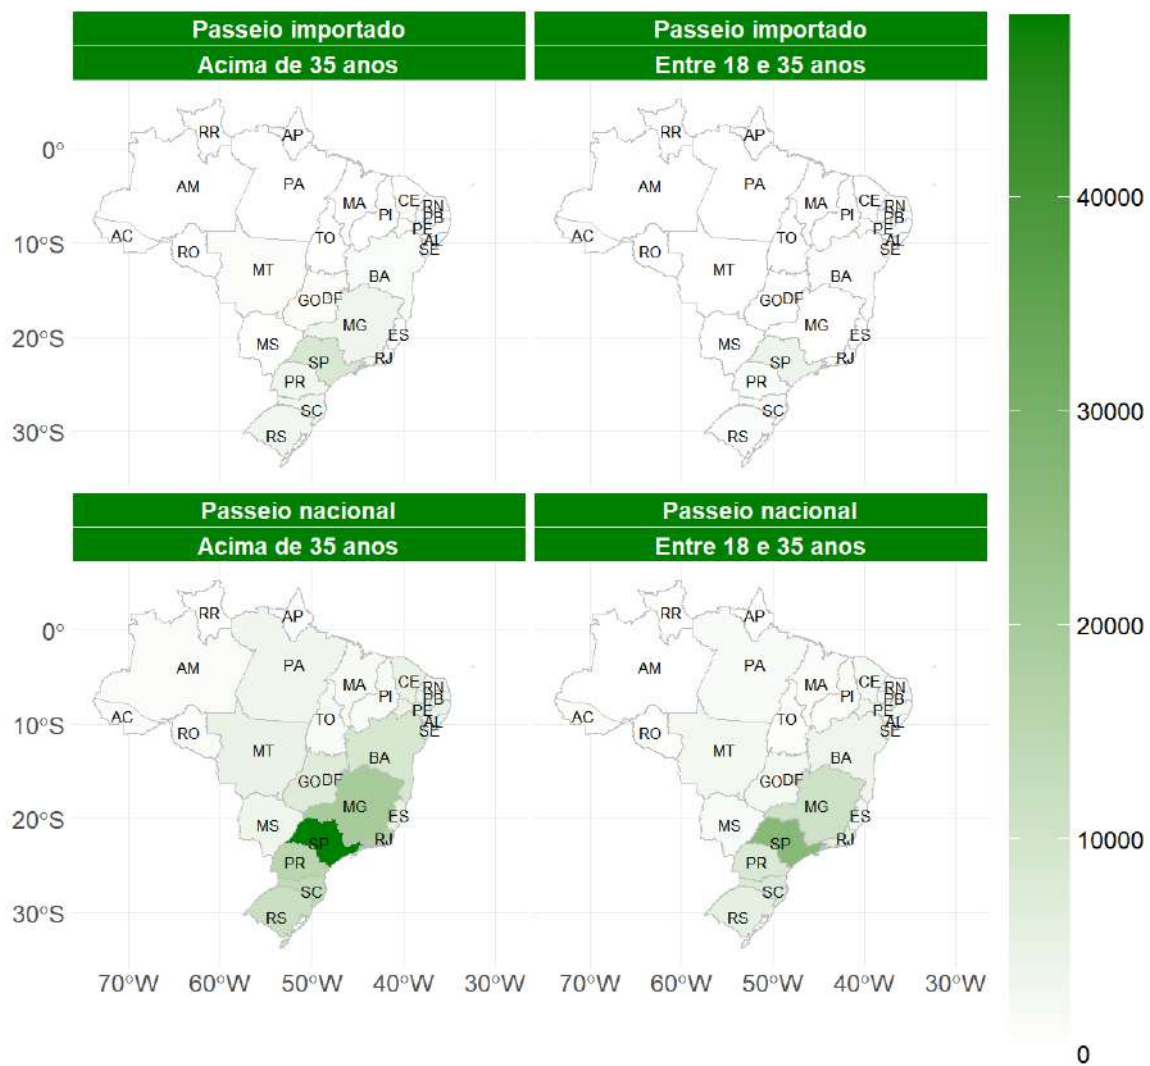 Passeio importado
Acima de 35 anos
Passeio importado
Entre 18 e 35 anos
RR
AP
AM
PA
MA
CE
RN
PB
PI
PE
AC
TO
AL
SE
RO
MT
BA
GO
DF
MG
ES
MS
SP
RJ
PR
SC
RS
0°
10°S
20°S
30°S
RR
AP
AM
PA
MA
CE
RN
PB
PI
PE
AC
TO
AL
SE
RO
MT
BA
GO
DF
MG
ES
MS
SP
RJ
PR
SC
RS
Passeio nacional
Acima de 35 anos
Passeio nacional
Entre 18 e 35 anos
RR
AP
AM
PA
MA
CE
RN
PB
PI
PE
AC
TO
AL
SE
RO
MT
BA
GO
DF
MG
ES
MS
SP
RJ
PR
SC
RS
0°
10°S
20°S
30°S
RR
AP
AM
PA
MA
CE
RN
PB
PI
PE
AC
TO
AL
SE
RO
MT
BA
GO
DF
MG
ES
MS
SP
RJ
PR
SC
RS
70°W 60°W 50°W 40°W 30°W
70°W 60°W 50°W 40°W 30°W
40000
30000
20000
10000
0